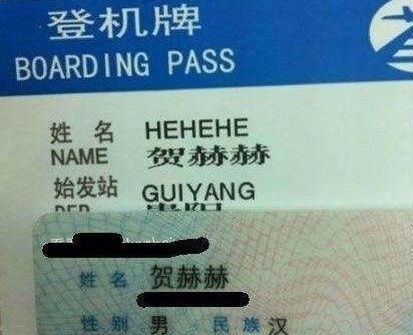 登机牌
BOARDING PASS
姓 名 HEHEHE
NAME 贺赫赫
始发站 GUIYANG
姓 名 贺赫赫
性 别 男 民 族 汉